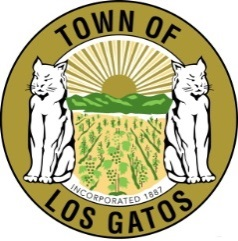 TOWN OF
INCORPORATED 1887
LOS GATOS